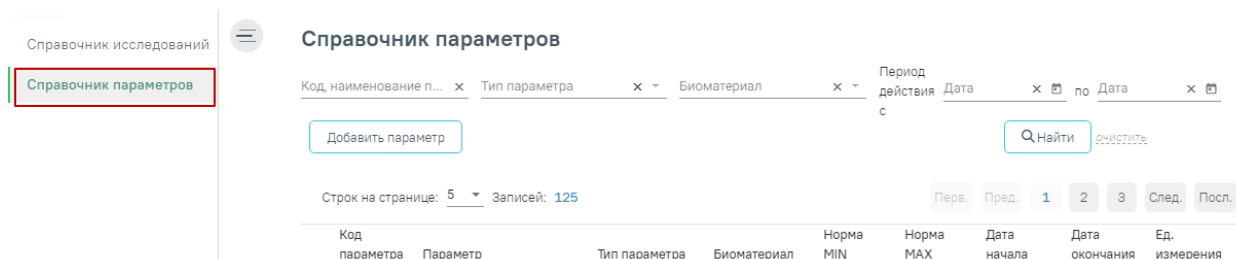 Справочник исследований
Справочник параметров
Справочник параметров
Код, наименование п...
Тип параметра
Биоматериал
Период действия с
Дата
по
Дата
Добавить параметр
Найти
очистить
Строк на странице: 5 Записей: 125
Перв. Пред. 1 2 3 След. Посл.
Код параметра
Параметр
Тип параметра
Биоматериал
Норма MIN
Норма MAX
Дата начала
Дата окончания
Ед. измерения